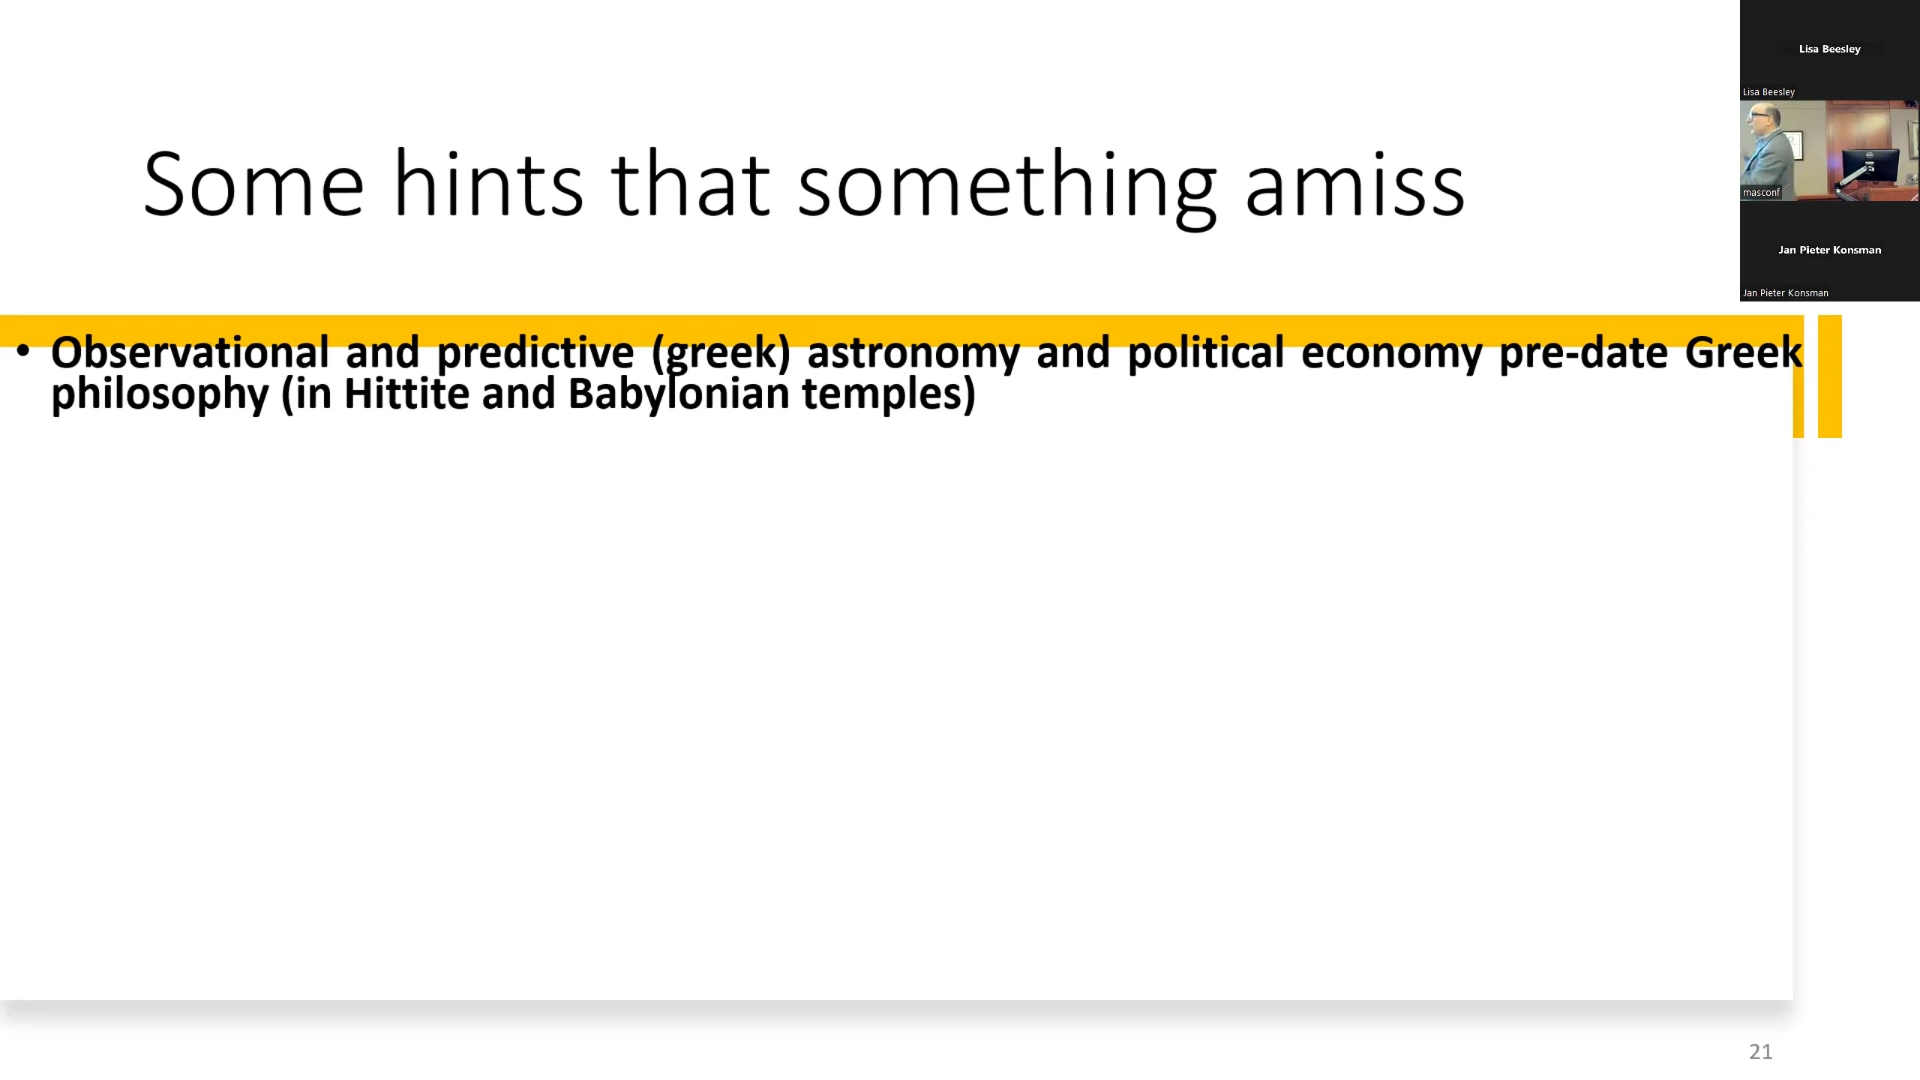 Lisa Beesley
Lisa Beesley
masconf
Jan Pieter Konsman
Jan Pieter Konsman
Some hints that something amiss
• Observational and predictive (greek) astronomy and political economy pre-date Greek
philosophy (in Hittite and Babylonian temples)
21